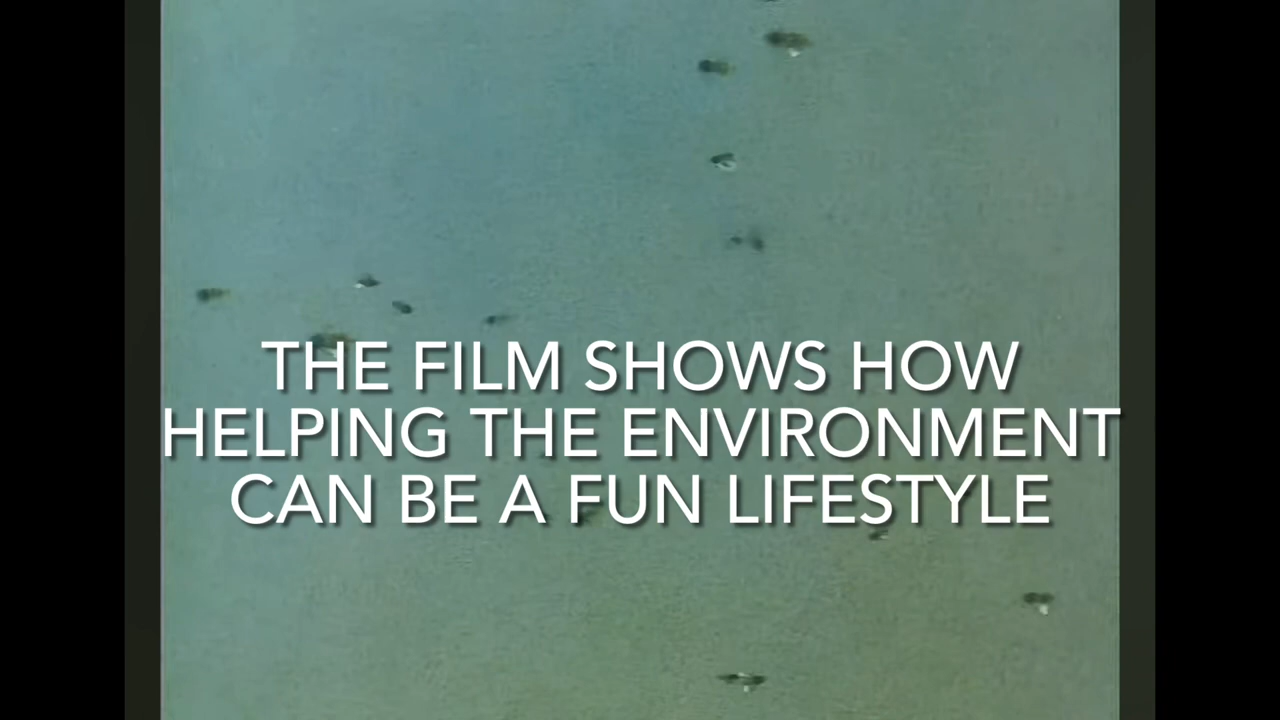 THE FILM SHOWS HOW
HELPING THE ENVIRONMENT
CAN BE A FUN LIFESTYLE